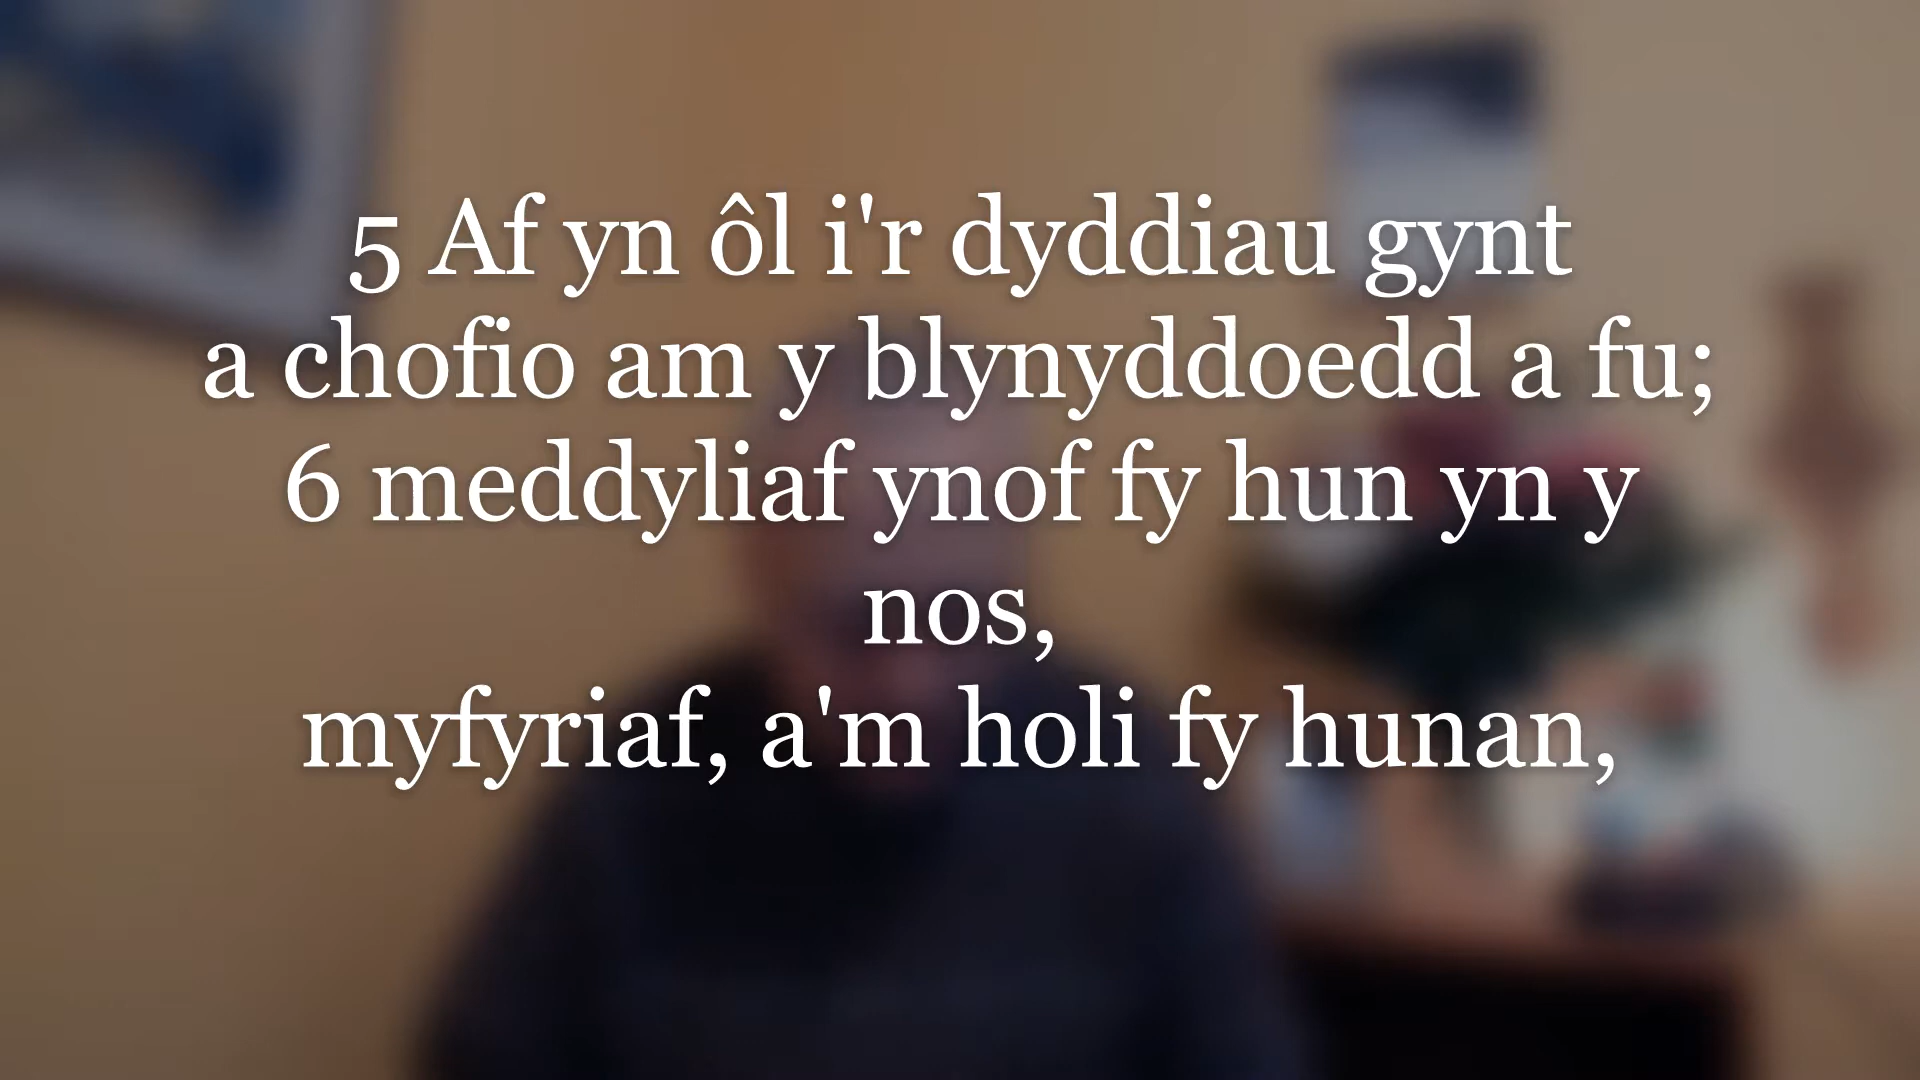 5 Af yn ôl i'r dyddiau gynt
a chofio am y blynyddoedd a fu;
6 meddyliaf ynof fy hun yn y
nos,
myfyriaf, a'm holi fy hunan,